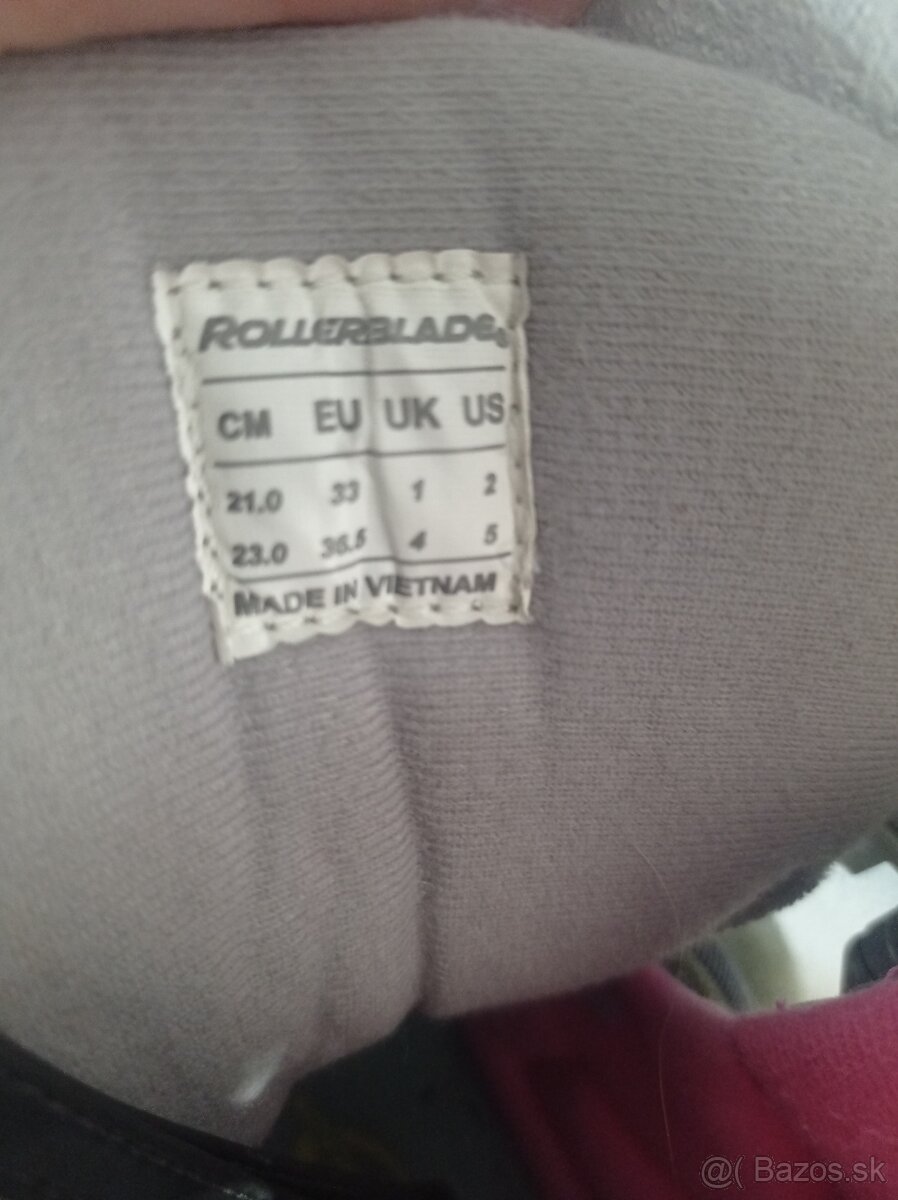 ROLLERBLADE®
CM EU UK US
21.0 33 1 2
23.0 36.5 4 5
MADE IN VIETNAM
@( Bazos.sk